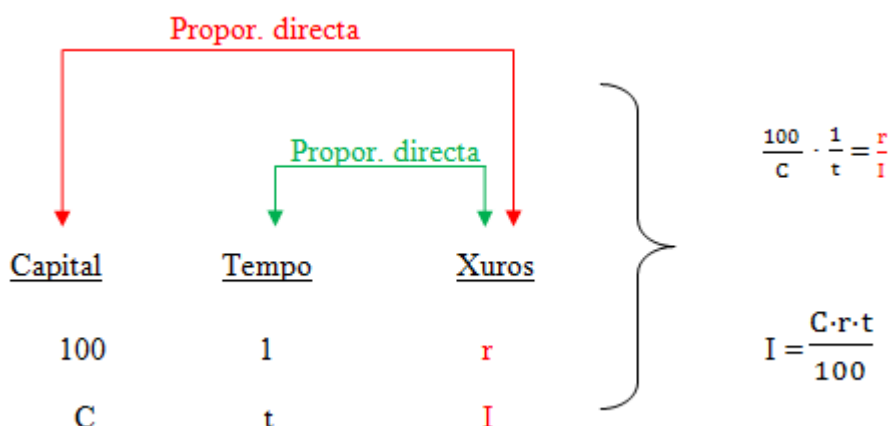 Propor. directa
Propor. directa
Capital Tempo Xuros
100 1 r
C t I
100/C · 1/t = r/I
I = C·r·t/100